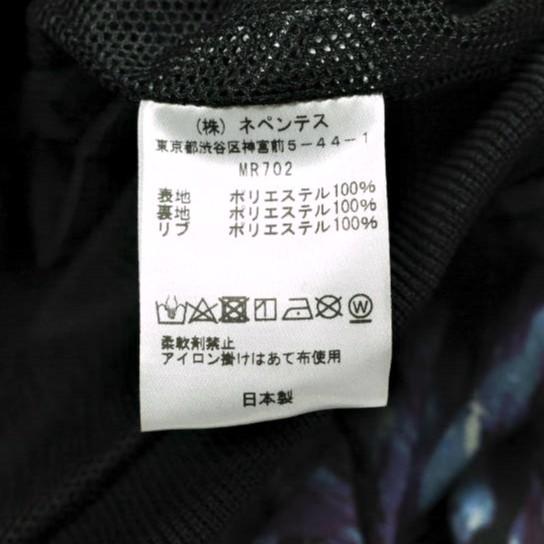 (株) ネペンテス
東京都渋谷区神宮前5-44-1
MR702
表地 ポリエステル100%
裏地 ポリエステル100%
リブ ポリエステル100%
W
柔軟剤禁止
アイロン掛けはあて布使用
日本製